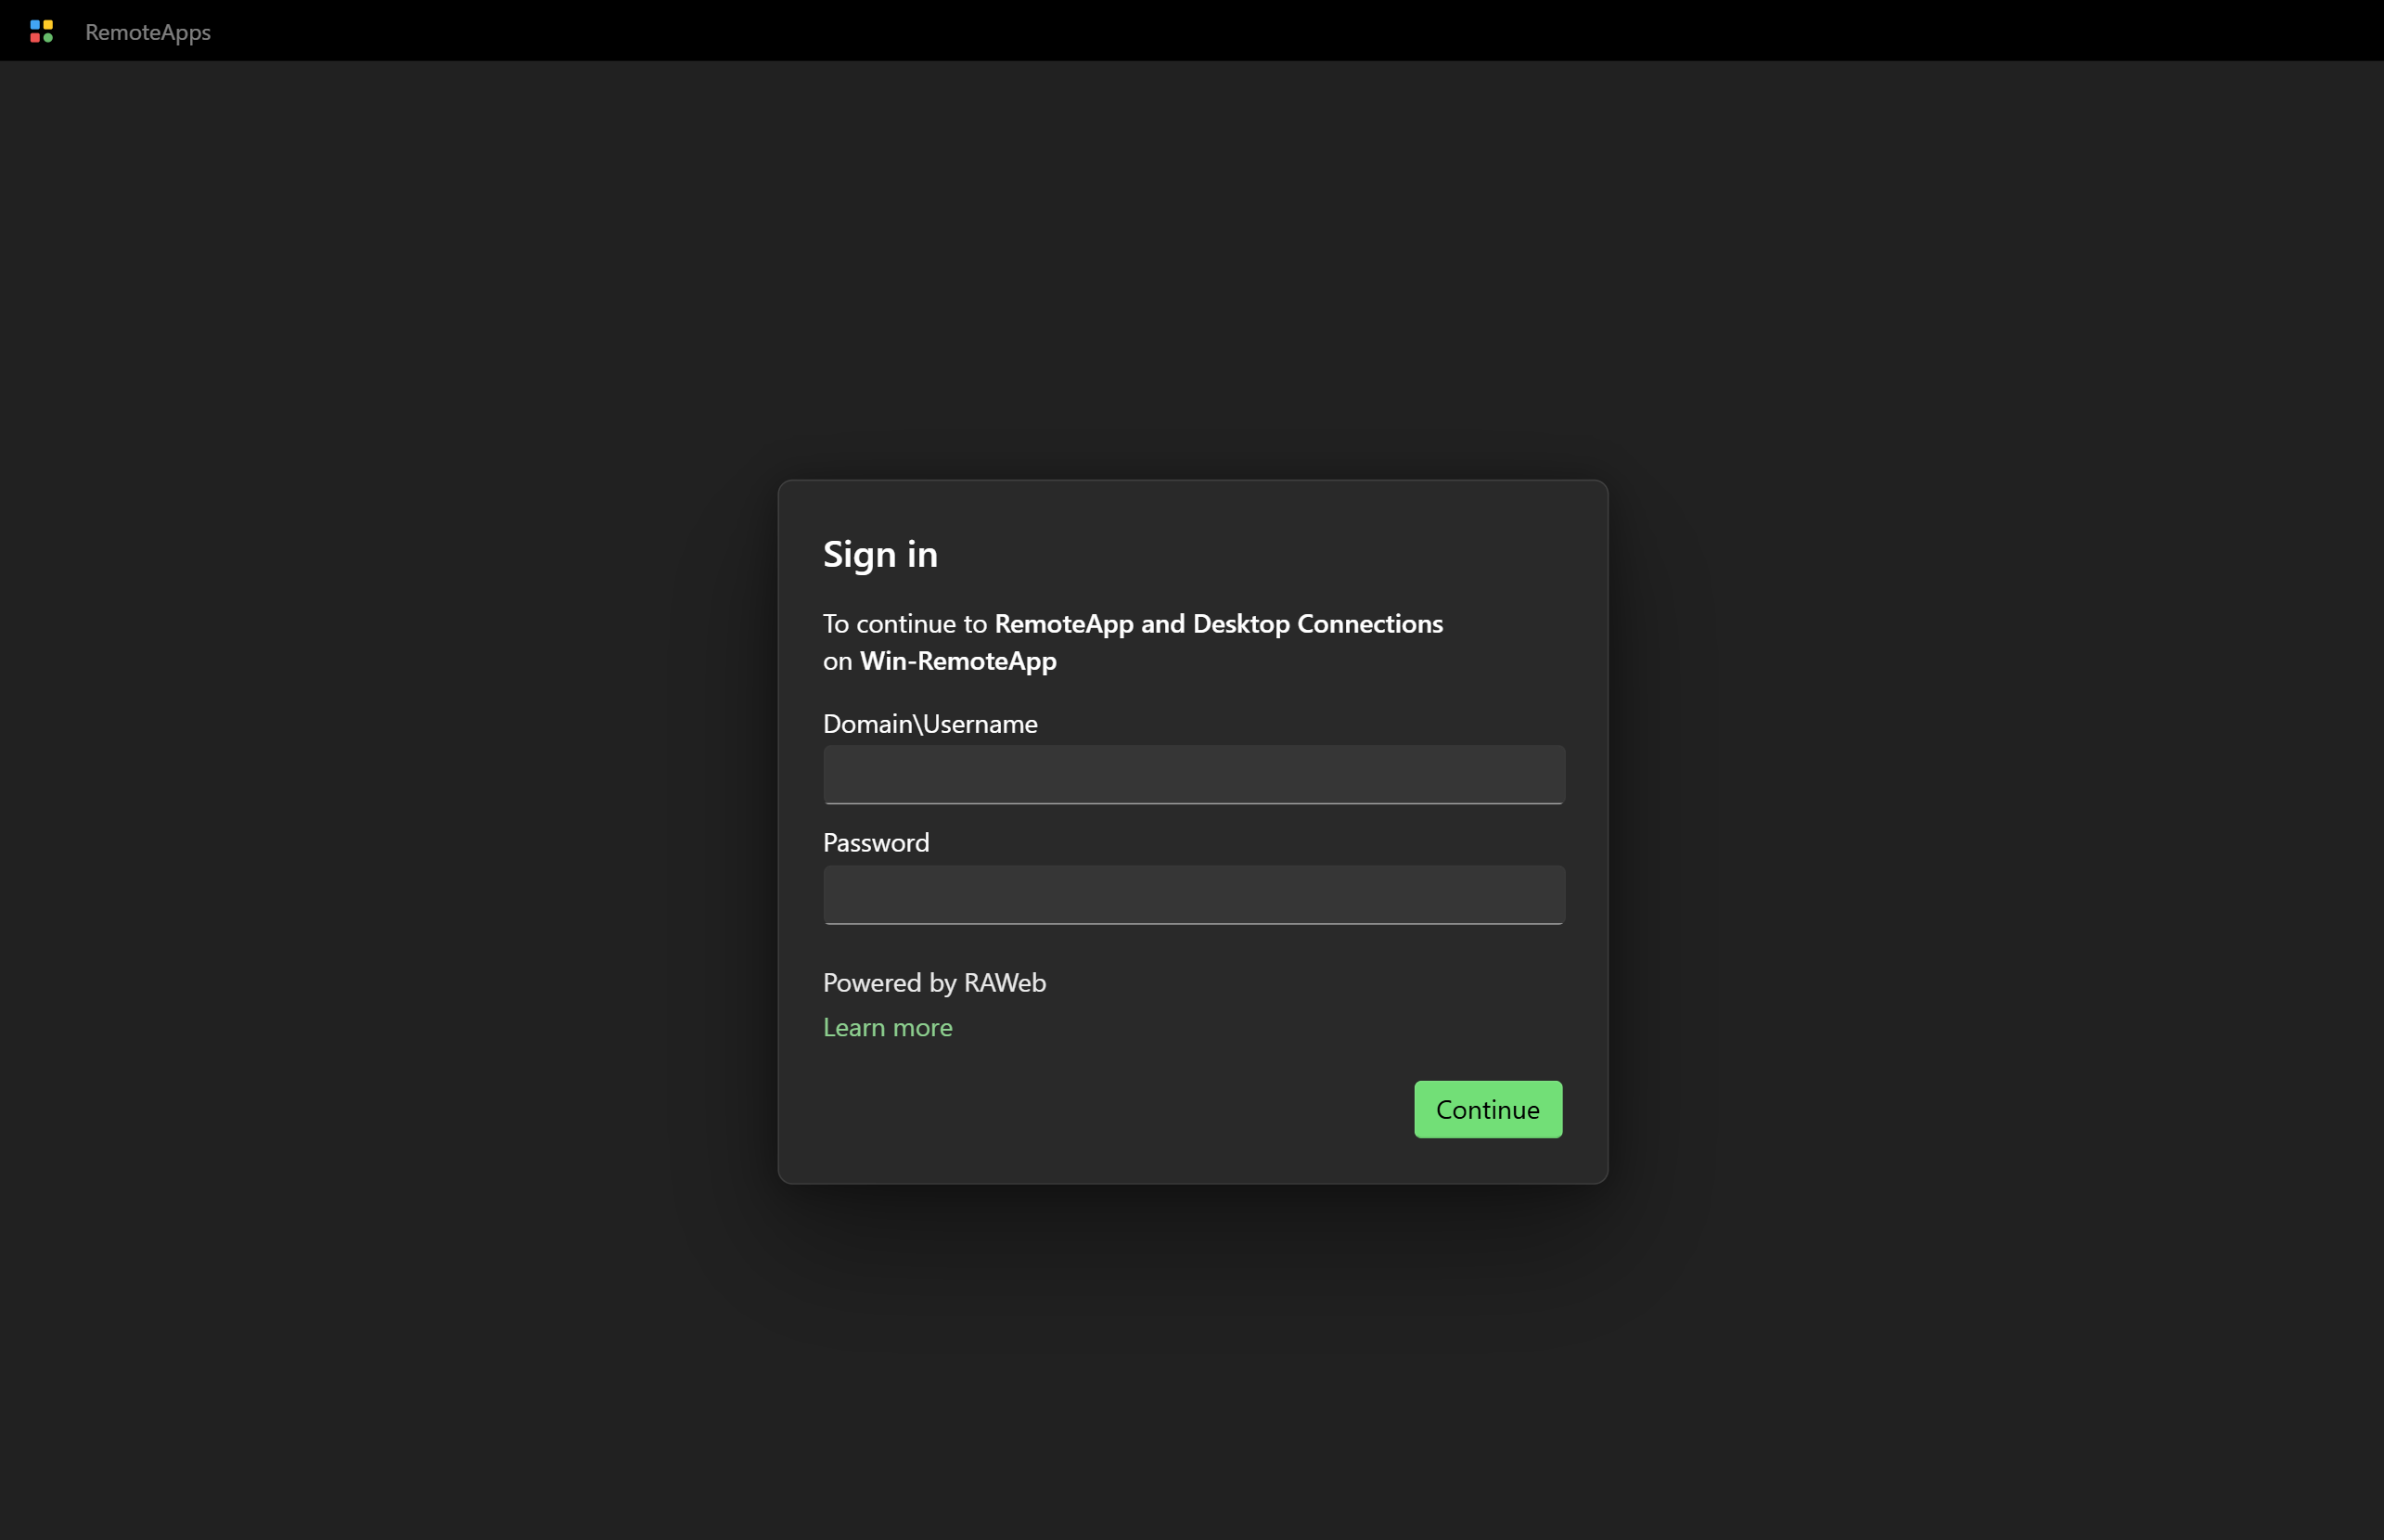 RemoteApps
Sign in
To continue to RemoteApp and Desktop Connections
on Win-RemoteApp
Domain\Username
Password
Powered by RAWeb
Learn more
Continue